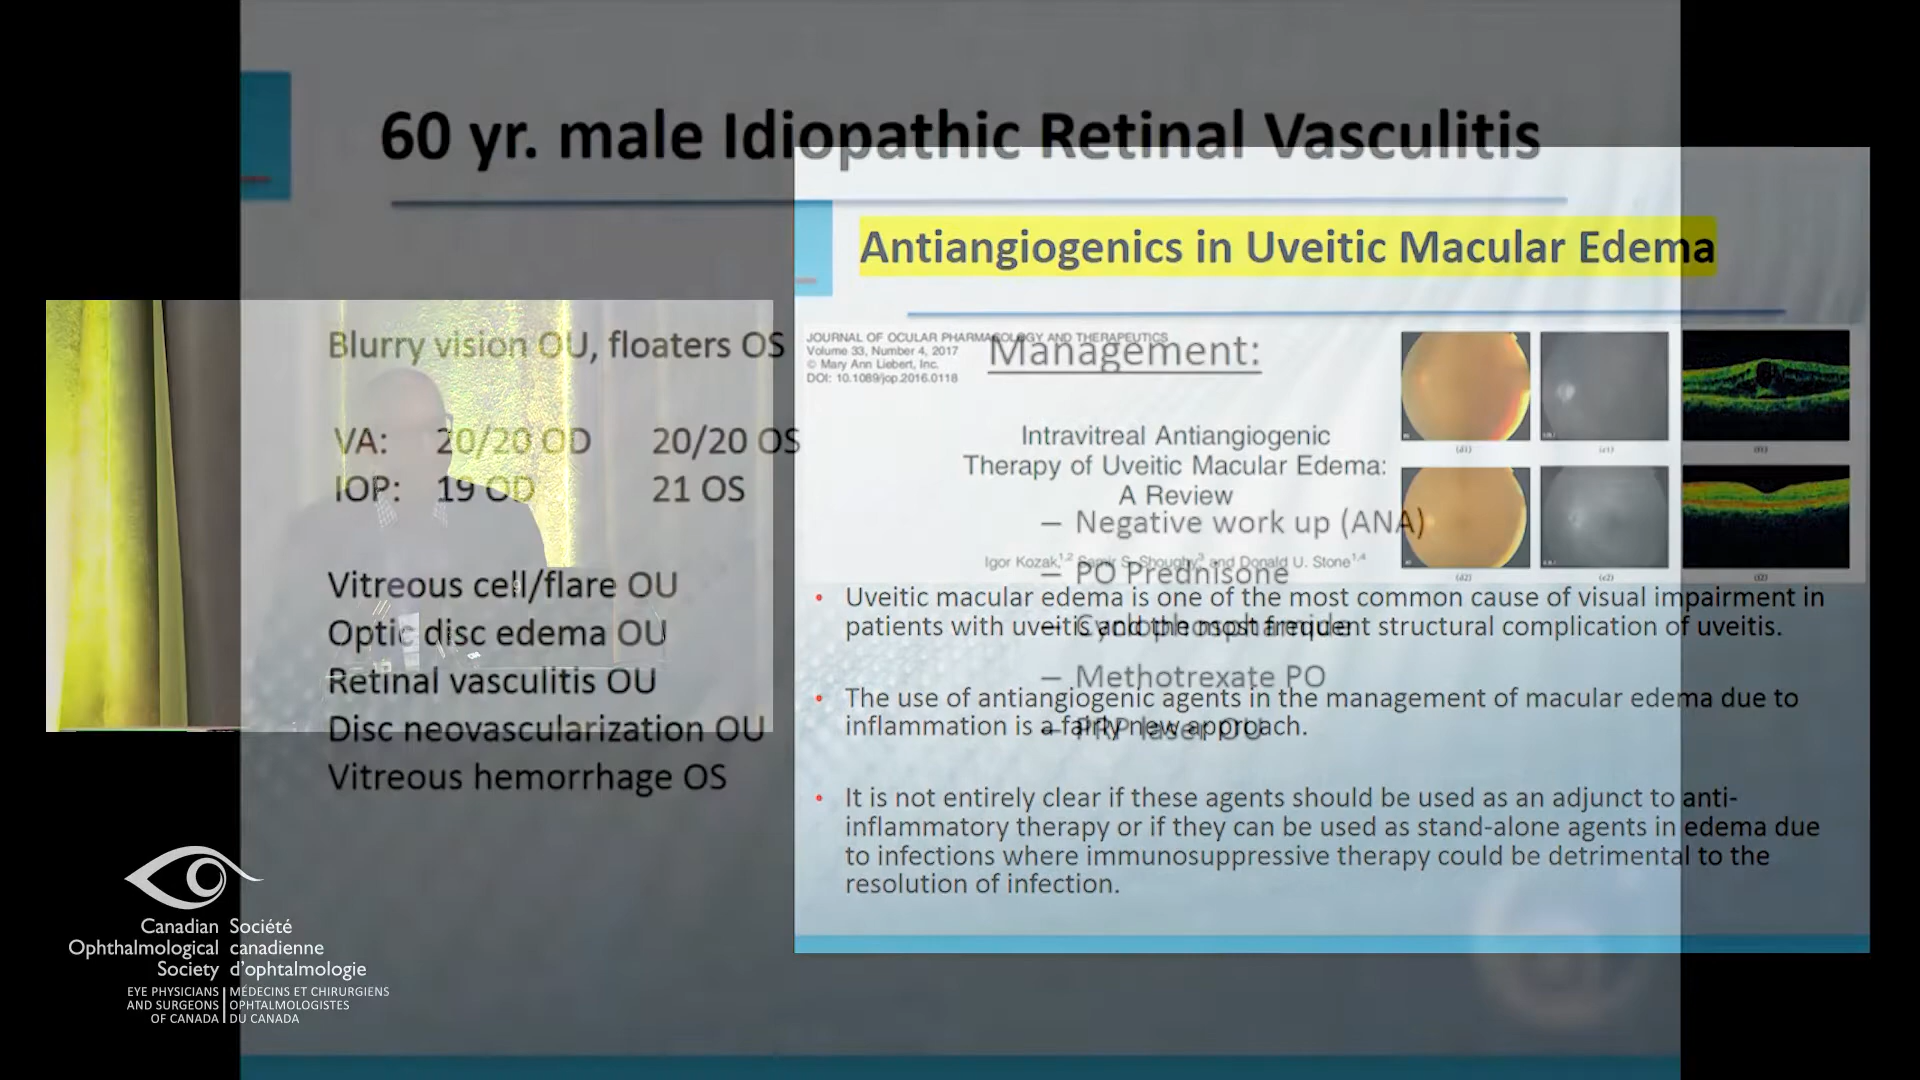 60 yr. male Idiopathic Retinal Vasculitis
Blurry vision OU, floaters OS
VA: 20/20 OD 20/20 OS
IOP: 19 OD 21 OS
Vitreous cell/flare OU
Optic disc edema OU
Retinal vasculitis OU
Disc neovascularization OU
Vitreous hemorrhage OS
Management:
– Negative work up (ANA)
– PO Prednisone
– Cyclophosphamide
– Methotrexate PO
– PRP laser OU
Antiangiogenics in Uveitic Macular Edema
JOURNAL OF OCULAR PHARMACOLOGY AND THERAPEUTICS
Volume 33, Number 4, 2017
© Mary Ann Liebert, Inc.
DOI: 10.1089/jop.2016.0118
Intravitreal Antiangiogenic
Therapy of Uveitic Macular Edema:
A Review
Igor Kozak,1,2 Samir S. Shoughy3 and Donald U. Stone1,4
• Uveitic macular edema is one of the most common cause of visual impairment in
patients with uveitis and the most frequent structural complication of uveitis.
• The use of antiangiogenic agents in the management of macular edema due to
inflammation is a fairly new approach.
• It is not entirely clear if these agents should be used as an adjunct to anti-
inflammatory therapy or if they can be used as stand-alone agents in edema due
to infections where immunosuppressive therapy could be detrimental to the
resolution of infection.
Canadian Société
Ophthalmological canadienne
Society d'ophtalmologie
EYE PHYSICIANS MÉDECINS ET CHIRURGIENS
AND SURGEONS OPHTALMOLOGISTES
OF CANADA DU CANADA